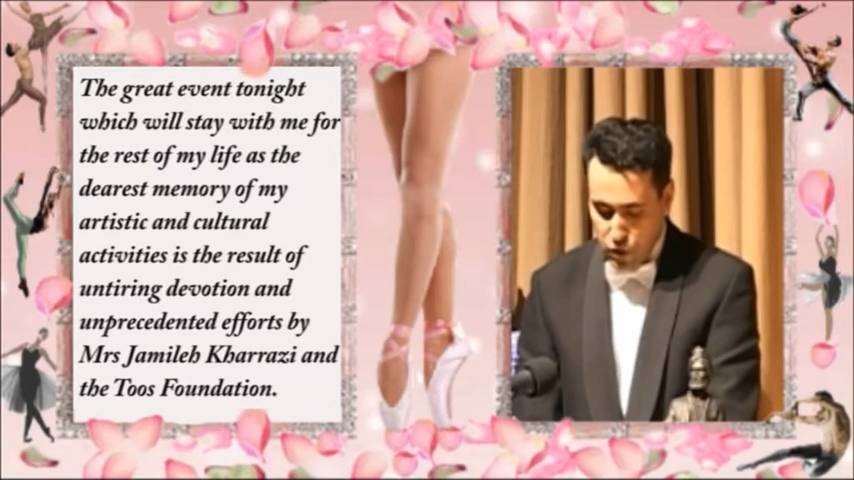 The great event tonight
which will stay with me for
the rest of my life as the
dearest memory of my
artistic and cultural
activities is the result of
untiring devotion and
unprecedented efforts by
Mrs Jamileh Kharrazi and
the Toos Foundation.